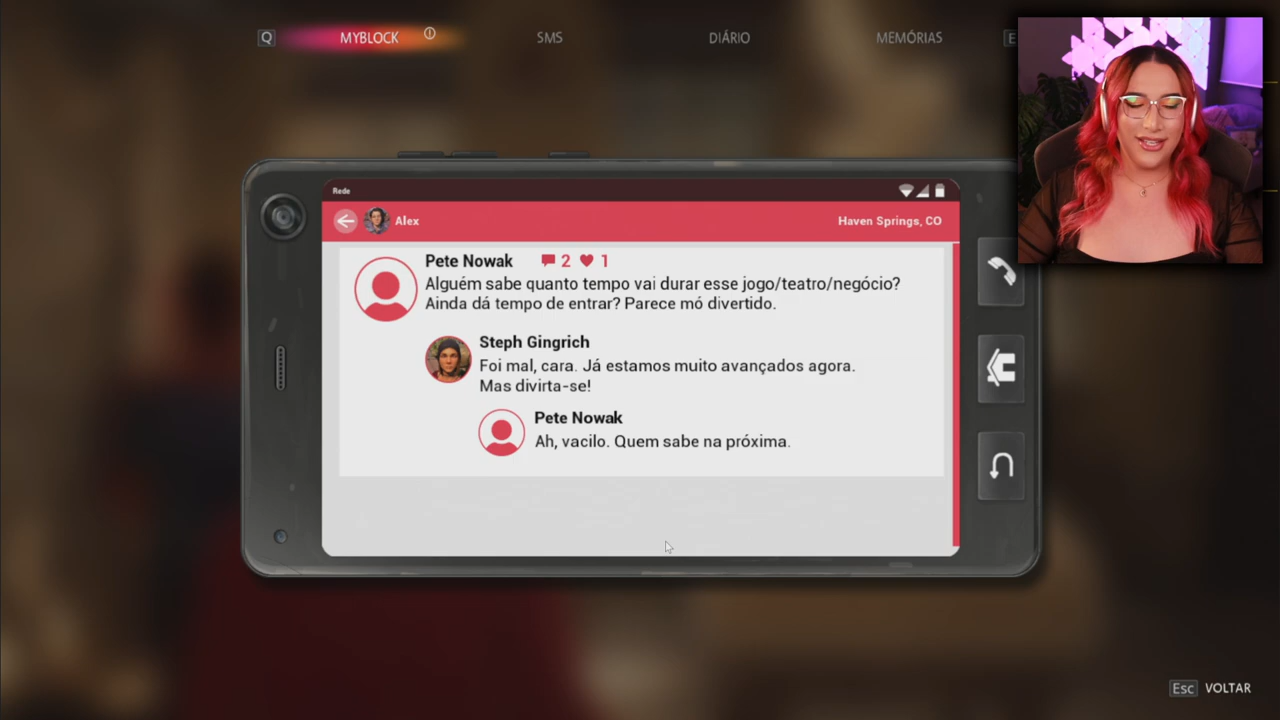 Q MYBLOCK SMS DIÁRIO MEMÓRIAS E
Rede
Alex Haven Springs, CO
Pete Nowak 2 1
Alguém sabe quanto tempo vai durar esse jogo/teatro/negócio?
Ainda dá tempo de entrar? Parece mó divertido.
Steph Gingrich
Foi mal, cara. Já estamos muito avançados agora.
Mas divirta-se!
Pete Nowak
Ah, vacilo. Quem sabe na próxima.
Esc VOLTAR